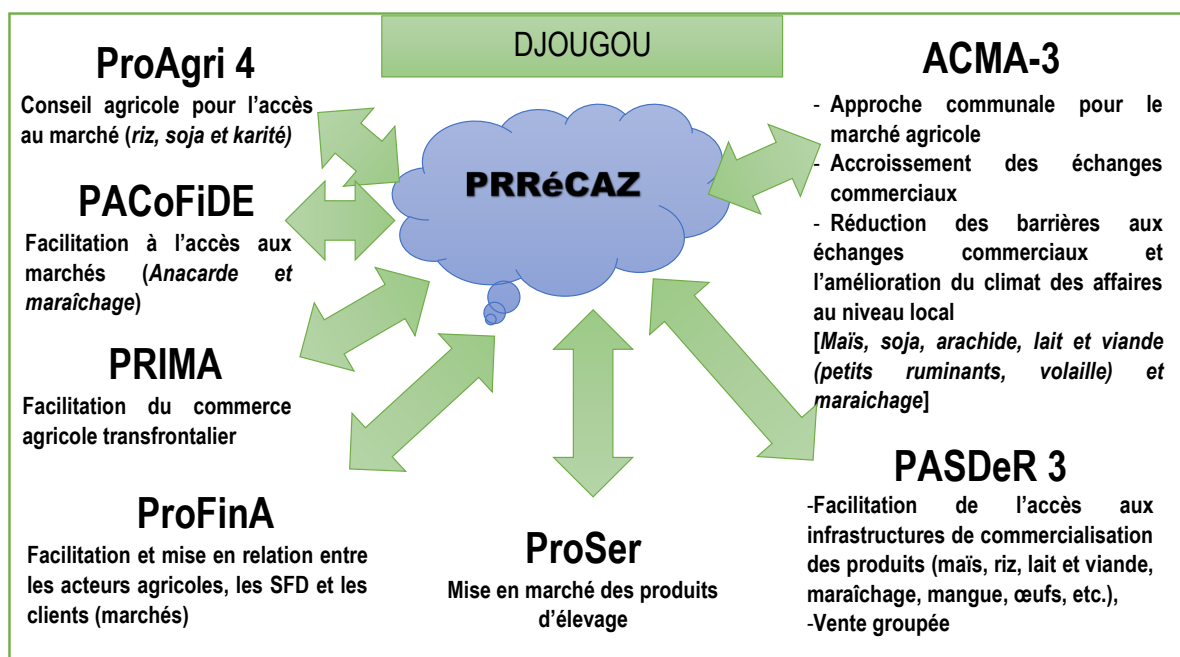 DJOUGOU
ProAgri 4
Conseil agricole pour l’accès
au marché (riz, soja et karité)
PACoFiDE
Facilitation à l’accès aux
marchés (Anacarde et
maraîchage)
PRIMA
Facilitation du commerce
agricole transfrontalier
ProFinA
Facilitation et mise en relation entre
les acteurs agricoles, les SFD et les
clients (marchés)
PRRéCAZ
ProSer
Mise en marché des produits
d’élevage
ACMA-3
- Approche communale pour le
marché agricole
- Accroissement des échanges
commerciaux
- Réduction des barrières aux
échanges commerciaux et
l’amélioration du climat des affaires
au niveau local
[Maïs, soja, arachide, lait et viande
(petits ruminants, volaille) et
maraichage]
PASDeR 3
-Facilitation de l’accès aux
infrastructures de commercialisation
des produits (maïs, riz, lait et viande,
maraîchage, mangue, œufs, etc.),
-Vente groupée